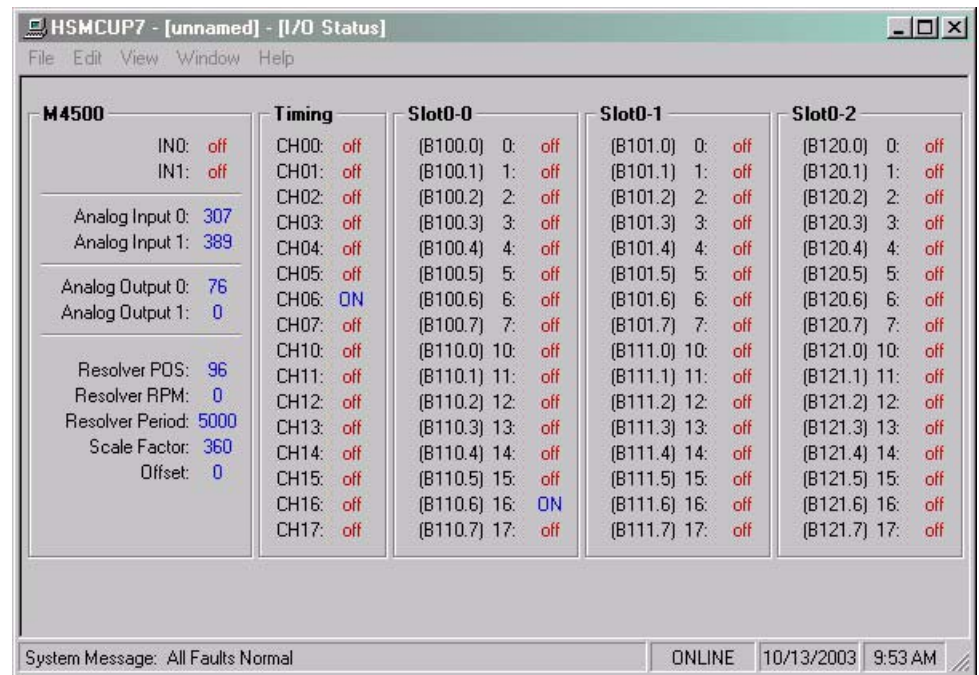 HSMCUP7 - [unnamed] - [I/O Status]
File Edit View Window Help
M4500
IN0: off
IN1: off
Analog Input 0: 307
Analog Input 1: 389
Analog Output 0: 76
Analog Output 1: 0
Resolver POS: 96
Resolver RPM: 0
Resolver Period: 5000
Scale Factor: 360
Offset: 0
Timing
CH00: off
CH01: off
CH02: off
CH03: off
CH04: off
CH05: off
CH06: ON
CH07: off
CH10: off
CH11: off
CH12: off
CH13: off
CH14: off
CH15: off
CH16: off
CH17: off
Slot0-0
(B100.0) 0: off
(B100.1) 1: off
(B100.2) 2: off
(B100.3) 3: off
(B100.4) 4: off
(B100.5) 5: off
(B100.6) 6: off
(B100.7) 7: off
(B110.0) 10: off
(B110.1) 11: off
(B110.2) 12: off
(B110.3) 13: off
(B110.4) 14: off
(B110.5) 15: off
(B110.6) 16: ON
(B110.7) 17: off
Slot0-1
(B101.0) 0: off
(B101.1) 1: off
(B101.2) 2: off
(B101.3) 3: off
(B101.4) 4: off
(B101.5) 5: off
(B101.6) 6: off
(B101.7) 7: off
(B111.0) 10: off
(B111.1) 11: off
(B111.2) 12: off
(B111.3) 13: off
(B111.4) 14: off
(B111.5) 15: off
(B111.6) 16: off
(B111.7) 17: off
Slot0-2
(B120.0) 0: off
(B120.1) 1: off
(B120.2) 2: off
(B120.3) 3: off
(B120.4) 4: off
(B120.5) 5: off
(B120.6) 6: off
(B120.7) 7: off
(B121.0) 10: off
(B121.1) 11: off
(B121.2) 12: off
(B121.3) 13: off
(B121.4) 14: off
(B121.5) 15: off
(B121.6) 16: off
(B121.7) 17: off
System Message: All Faults Normal
ONLINE
10/13/2003
9:53 AM